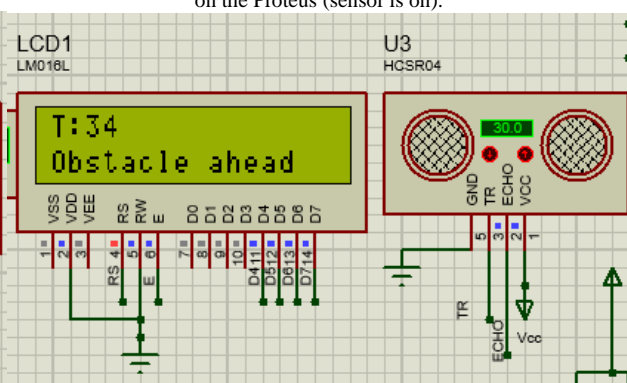 on the Proteus (sensor is on).
LCD1
LM016L
T:34
Obstacle ahead
VSS
VDD
VEE
RS
RW
E
D0
D1
D2
D3
D4
D5
D6
D7
1
2
3
4
5
6
7
8
9
10
11
12
13
14
RS
E
D4
D5
D6
D7
U3
HCSR04
30.0
GND
TR
ECHO
VCC
5
3
2
1
TR
ECHO
Vcc